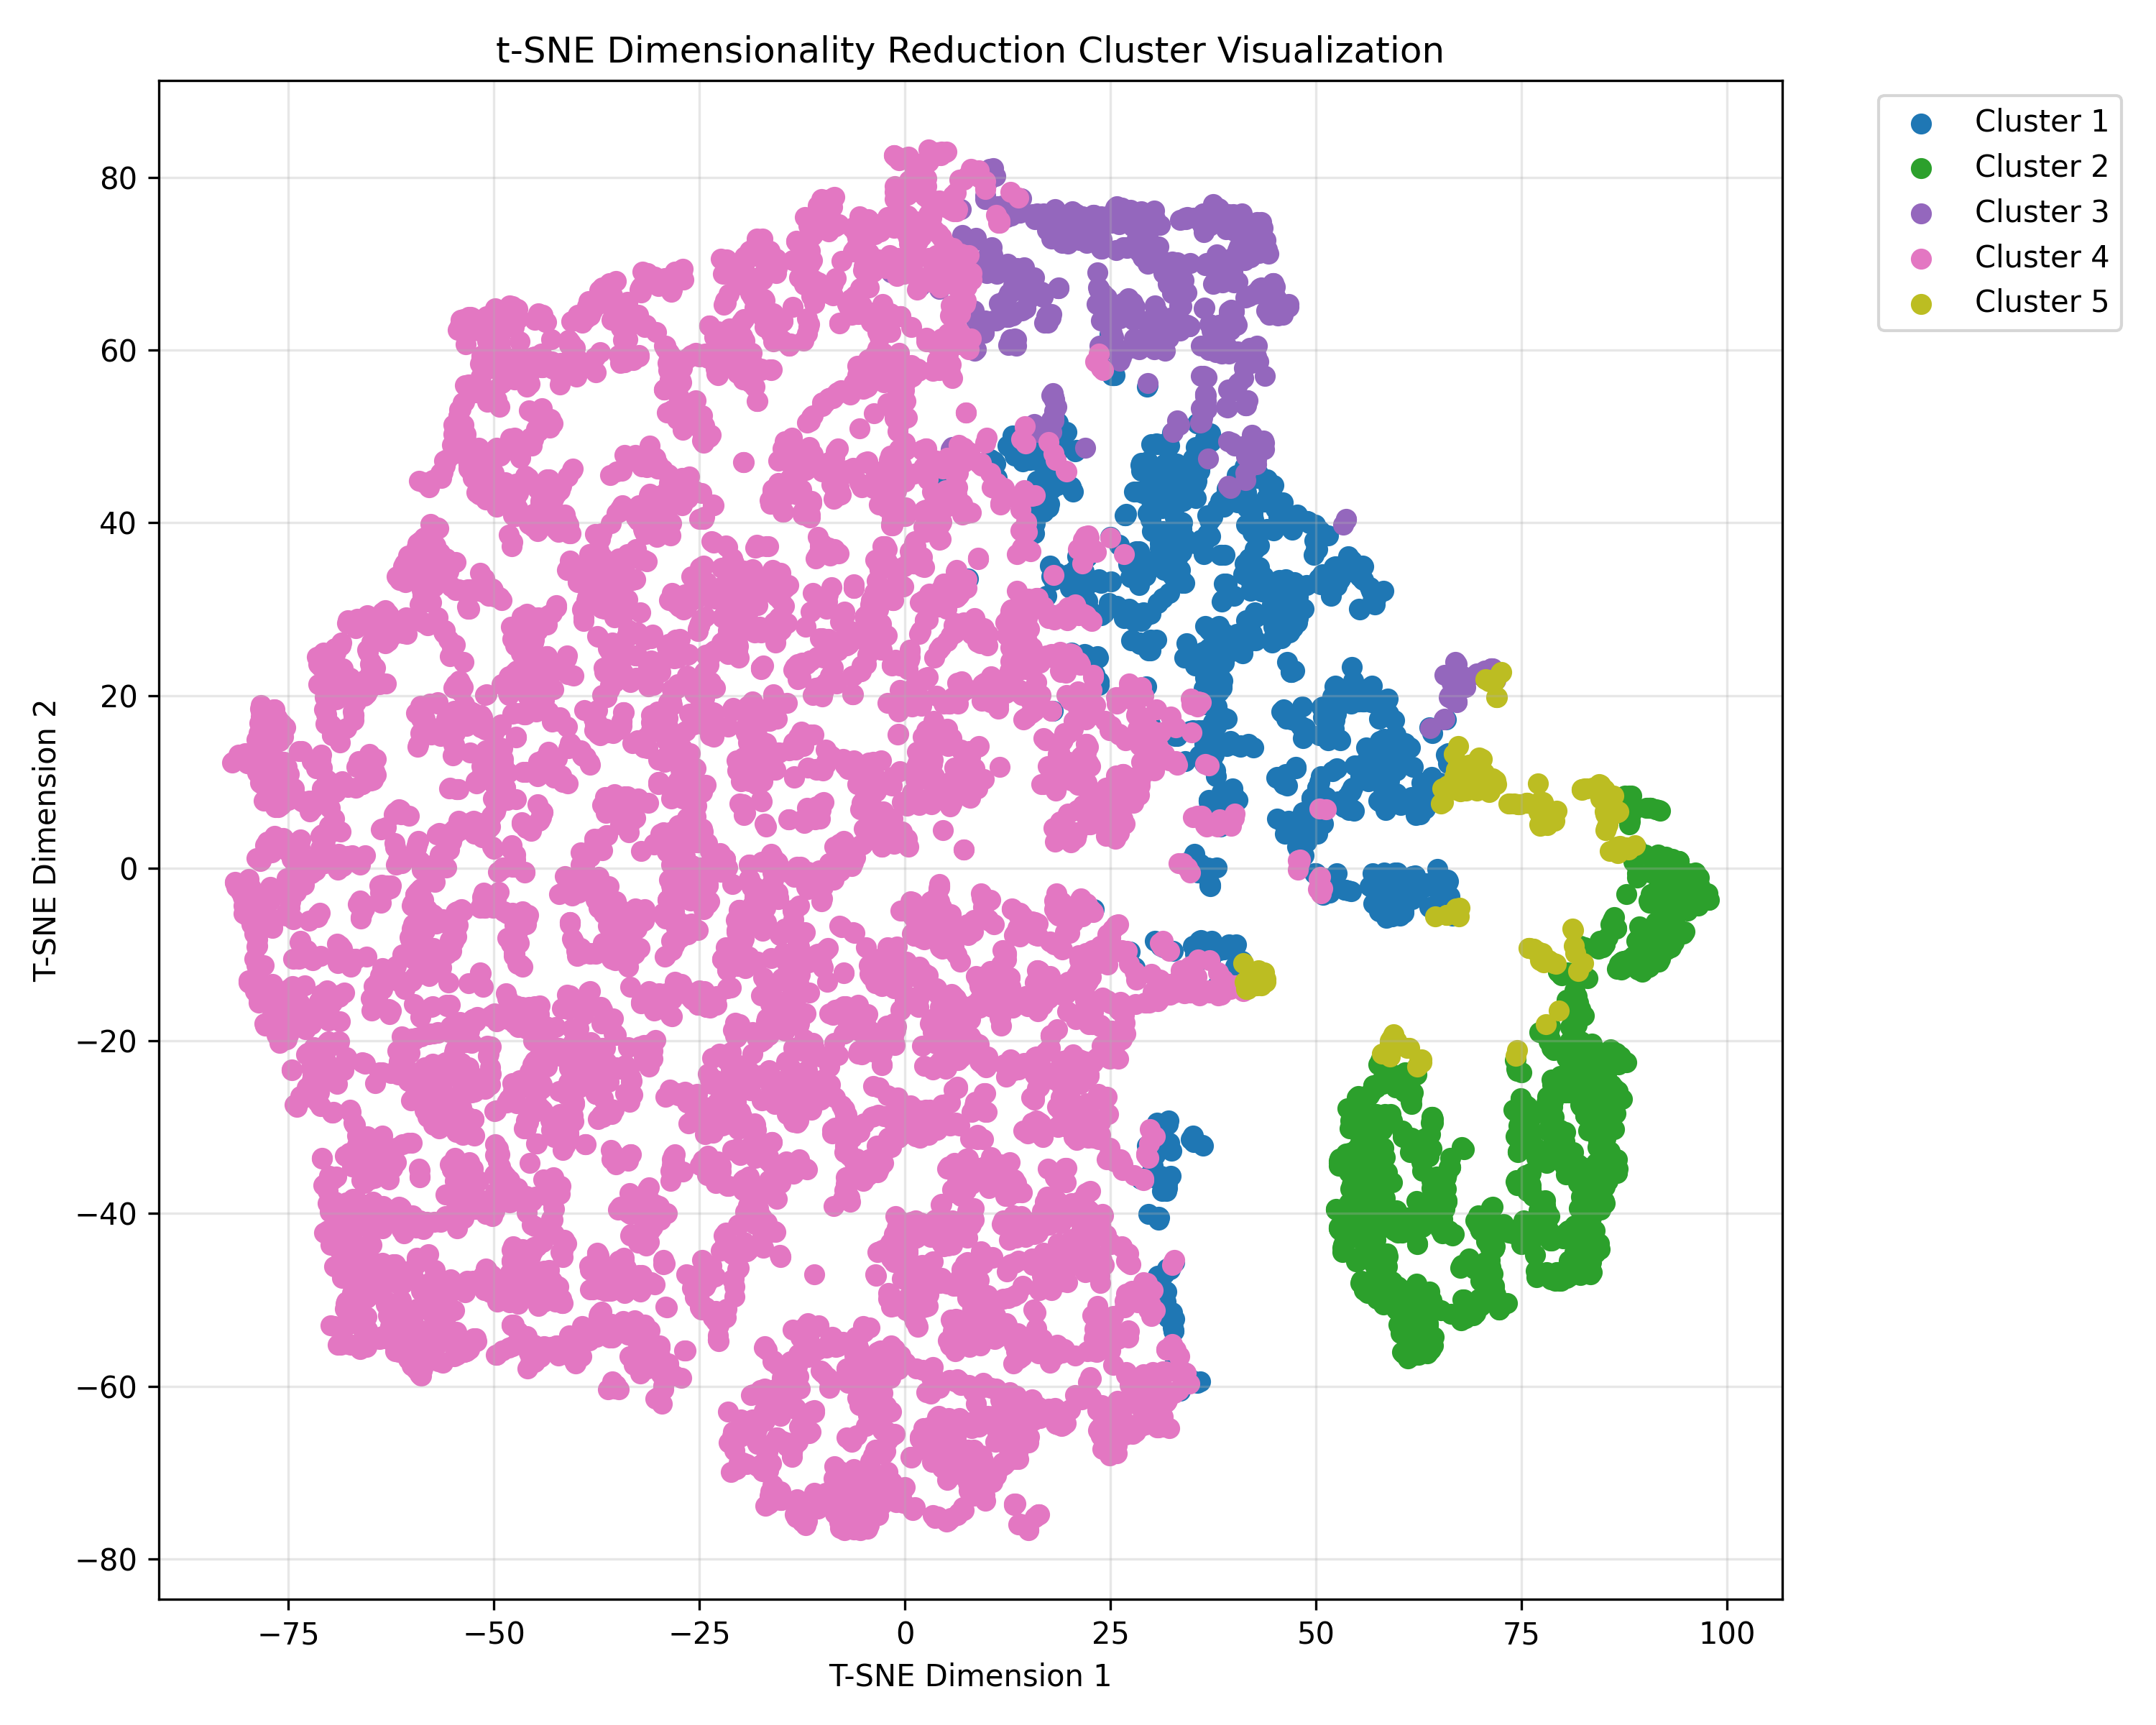 t-SNE Dimensionality Reduction Cluster Visualization
Cluster 1
Cluster 2
Cluster 3
Cluster 4
Cluster 5
T-SNE Dimension 2
80
60
40
20
0
−20
−40
−60
−80
−75
−50
−25
0
25
50
75
100
T-SNE Dimension 1